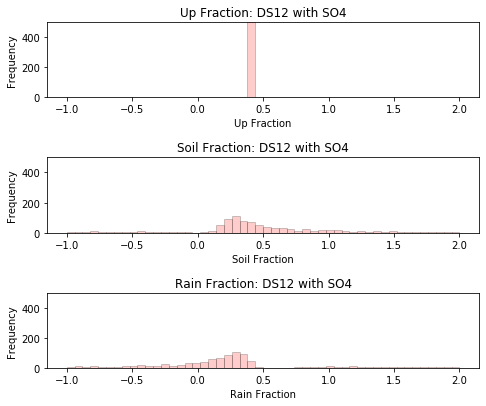 Up Fraction: DS12 with SO4
400
200
0
Frequency
−1.0 −0.5 0.0 0.5 1.0 1.5 2.0
Up Fraction
Soil Fraction: DS12 with SO4
400
200
0
Frequency
−1.0 −0.5 0.0 0.5 1.0 1.5 2.0
Soil Fraction
Rain Fraction: DS12 with SO4
400
200
0
Frequency
−1.0 −0.5 0.0 0.5 1.0 1.5 2.0
Rain Fraction